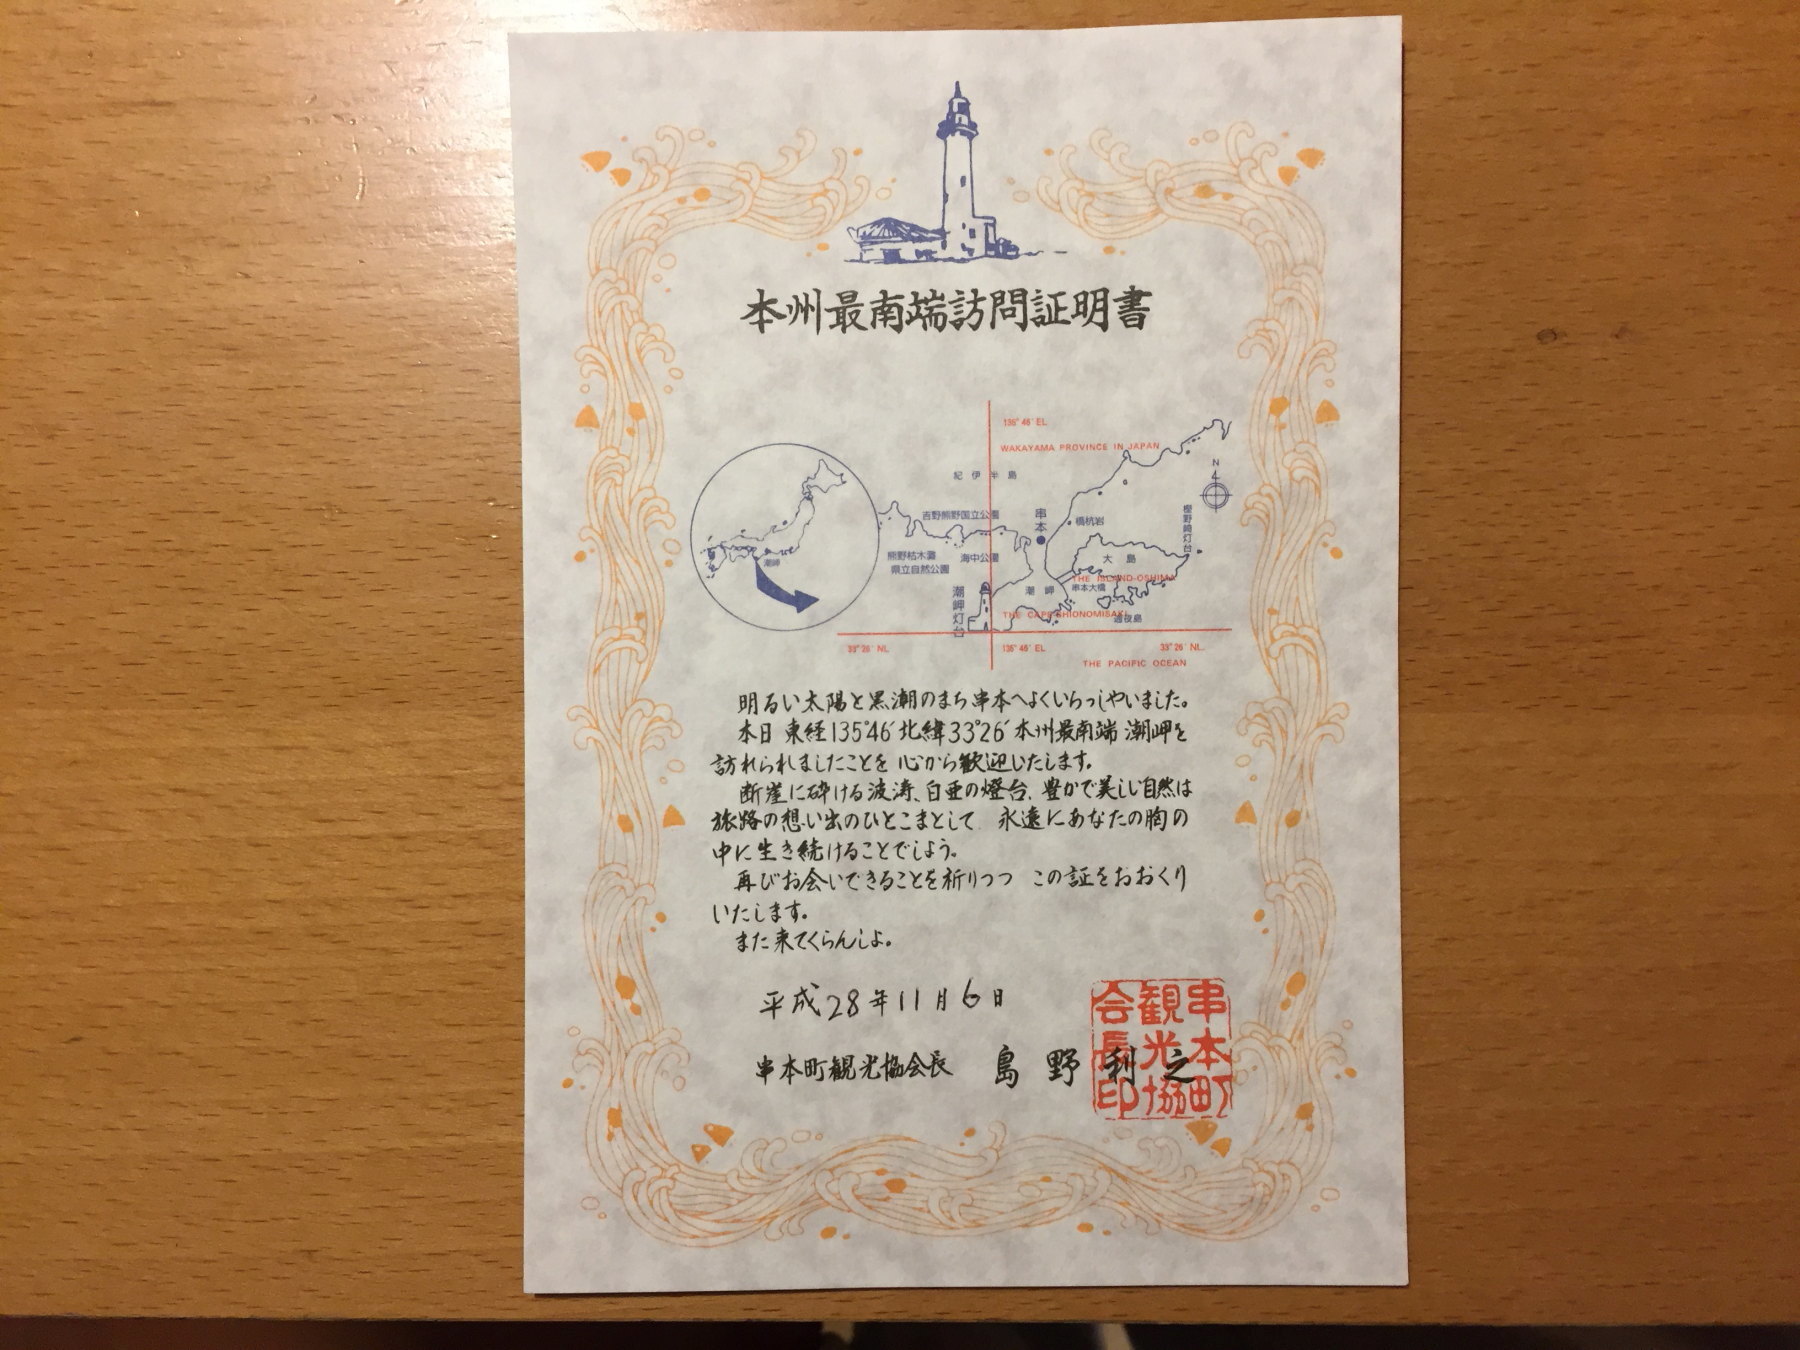 本州最南端訪問証明書
136° 46′ EL
WAKAYAMA PROVINCE IN JAPAN
紀伊半島
N
吉野熊野国立公園
串本
橋杭岩
樫野崎灯台
熊野枯木灘
県立自然公園
海中公園
大島
潮岬
THE ISLAND-OSHIMA
串本大橋
潮岬灯台
潮岬
THE CAPE-SHIONOMISAKI
通夜島
33° 26′ NL
136° 46′ EL
33° 26′ NL
THE PACIFIC OCEAN
明るい太陽と黒潮のまち串本へよくいらっしゃいました。
本日 東経135°46′北緯33°26′本州最南端 潮岬を
訪れられましたことを 心から歓迎いたします。
断崖に砕ける波涛、白亜の燈台、豊かで美しい自然は
旅路の想い出のひとこまとして 永遠にあなたの胸の
中に生き続けることでしょう。
再びお会いできることを祈りつつ この証をおおくり
いたします。
また来てくらんしよ。
平成28年11月6日
串本町観光協会長 島野利之
串本町観光協会長印